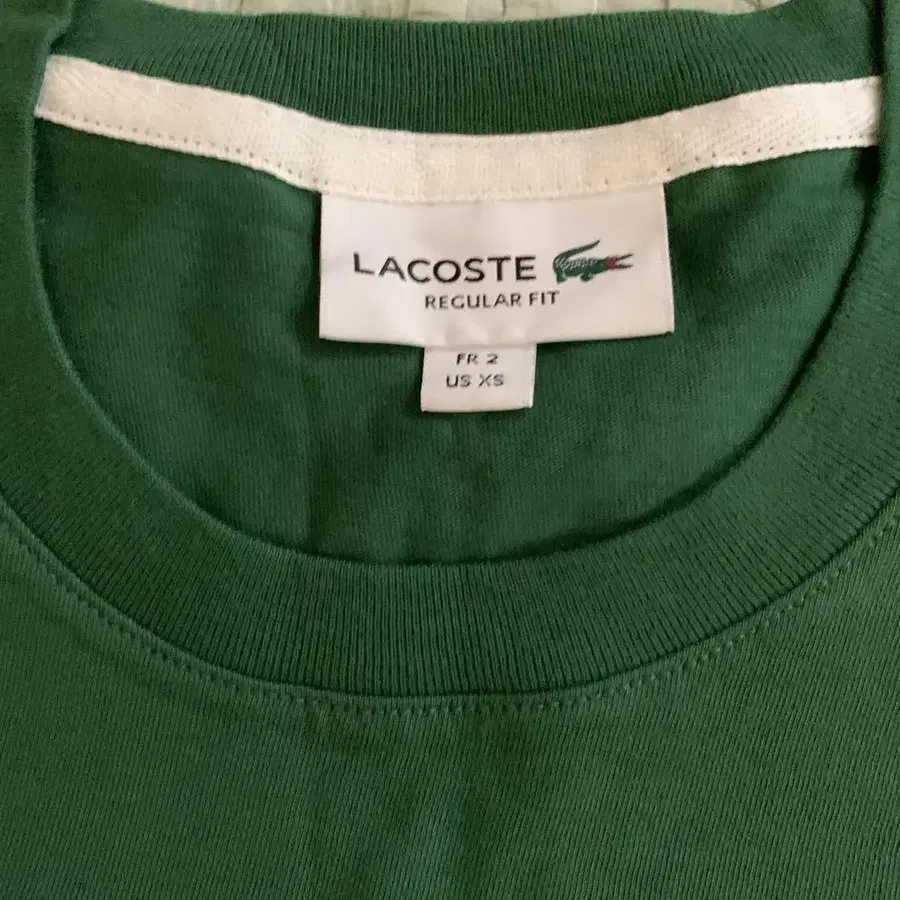 LACOSTE
REGULAR FIT
FR 2
US XS